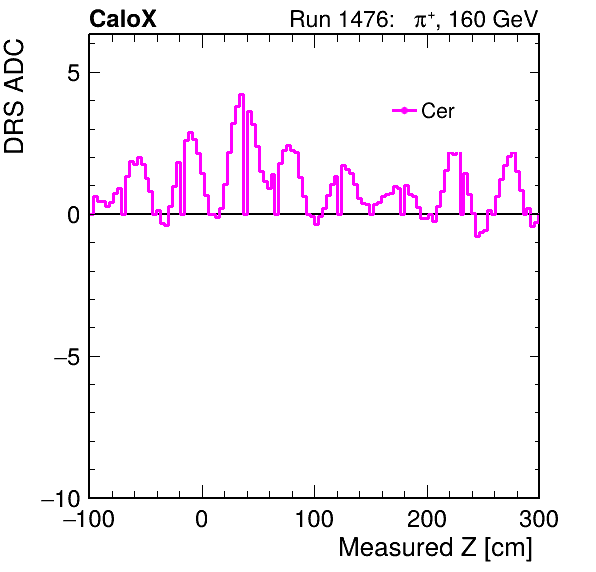 CaloX Run 1476: π⁺, 160 GeV
DRS ADC
Cer
5
0
−5
−10
−100 0 100 200 300
Measured Z [cm]